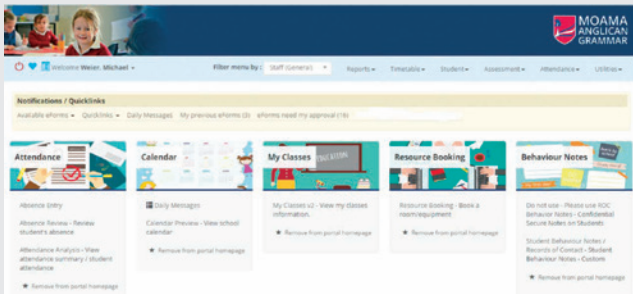 MOAMA
ANGLICAN
GRAMMAR
Welcome Weier, Michael
Filter menu by : Staff (General) Reports Timetable Student Assessment Attendance Utilities
Notifications / Quicklinks
Available eForms Quicklinks Daily Messages My previous eForms (3) eForms need my approval (16)
Attendance
Absence Entry
Absence Review - Review
student's absence
Attendance Analysis - View
attendance summary / student
attendance
Remove from portal homepage
Calendar
Daily Messages
Calendar Preview - View school
calendar
Remove from portal homepage
My Classes
My Classes v2 - View my classes
information.
Remove from portal homepage
Resource Booking
Resource Booking - Book a
room/equipment
Remove from portal homepage
Behaviour Notes
Do not use - Please use ROC
Behavior Notes - Confidential
Secure Notes on Students
Student Behaviour Notes /
Records of Contact - Student
Behaviour Notes - Custom
Remove from portal homepage